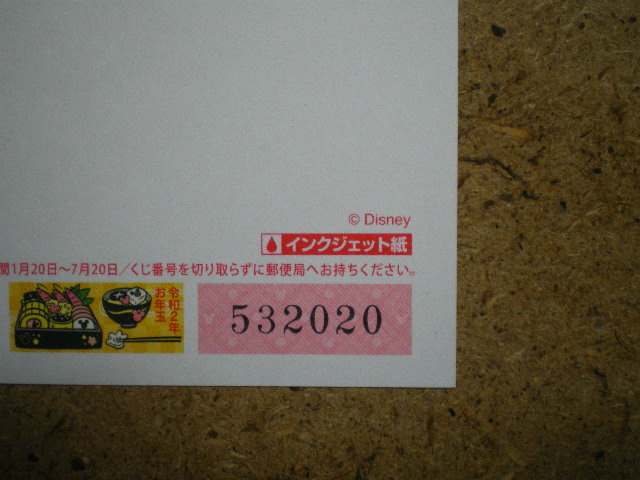 © Disney
インクジェット紙
間1月20日～7月20日／くじ番号を切り取らずに郵便局へお持ちください。
令和2年
お年玉
532020